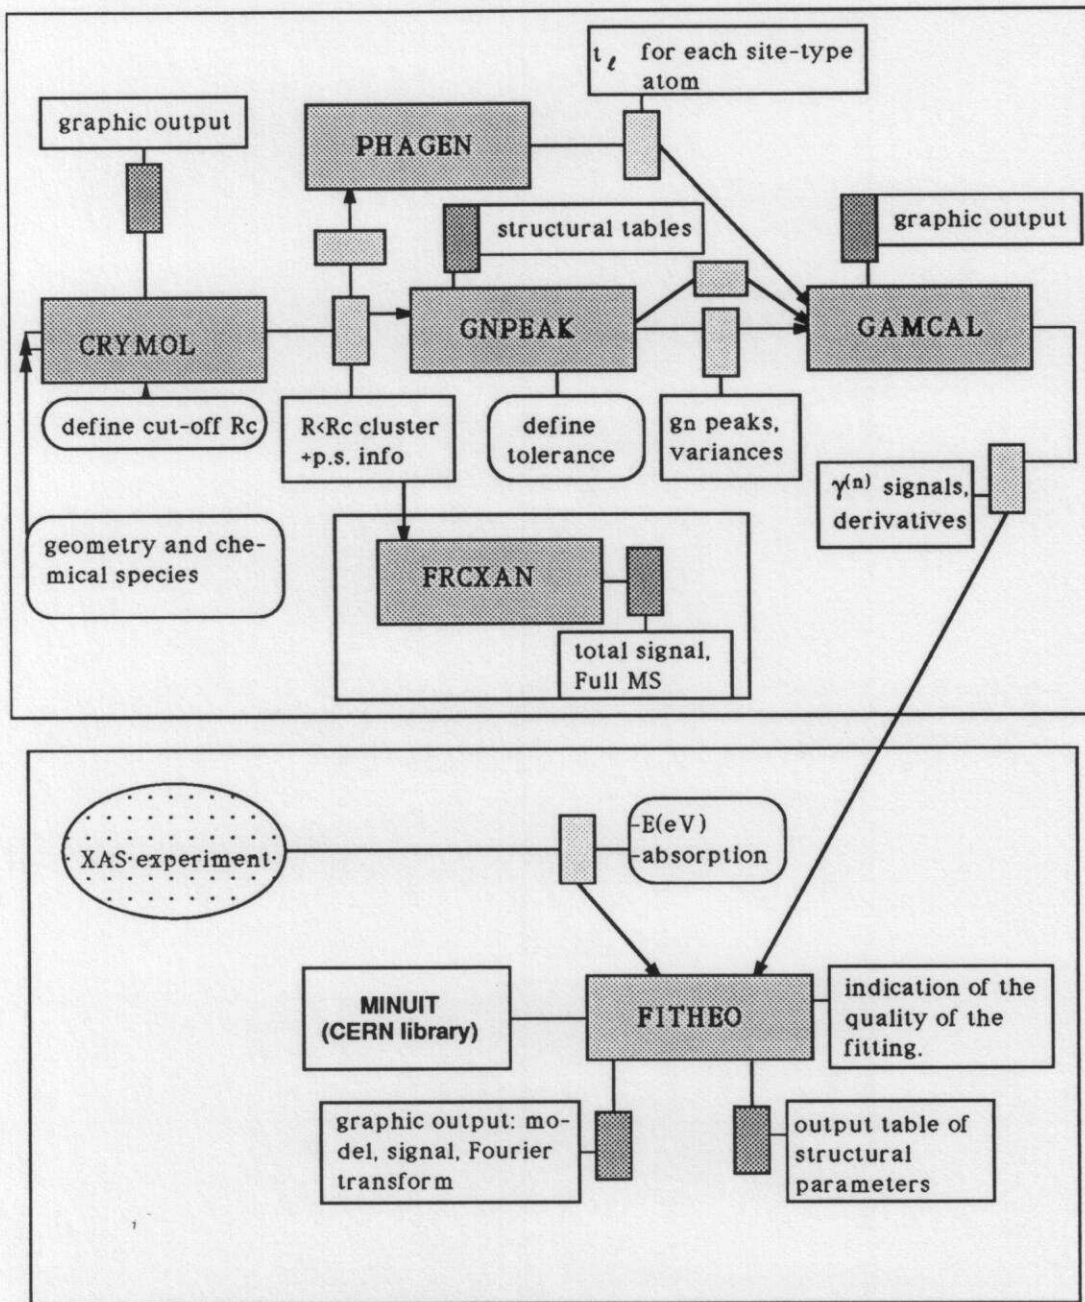 t ℓ for each site-type
atom
graphic output
PHAGEN
structural tables
graphic output
CRYMOL
GNPEAK
GAMCAL
define cut-off Rc
R<Rc cluster
+p.s. info
define
tolerance
gn peaks,
variances
γ(n) signals,
derivatives
geometry and che-
mical species
FRCXAN
total signal,
Full MS
XAS experiment
-E(eV)
-absorption
MINUIT
(CERN library)
FITHEO
indication of the
quality of the
fitting.
graphic output: mo-
del, signal, Fourier
transform
output table of
structural
parameters